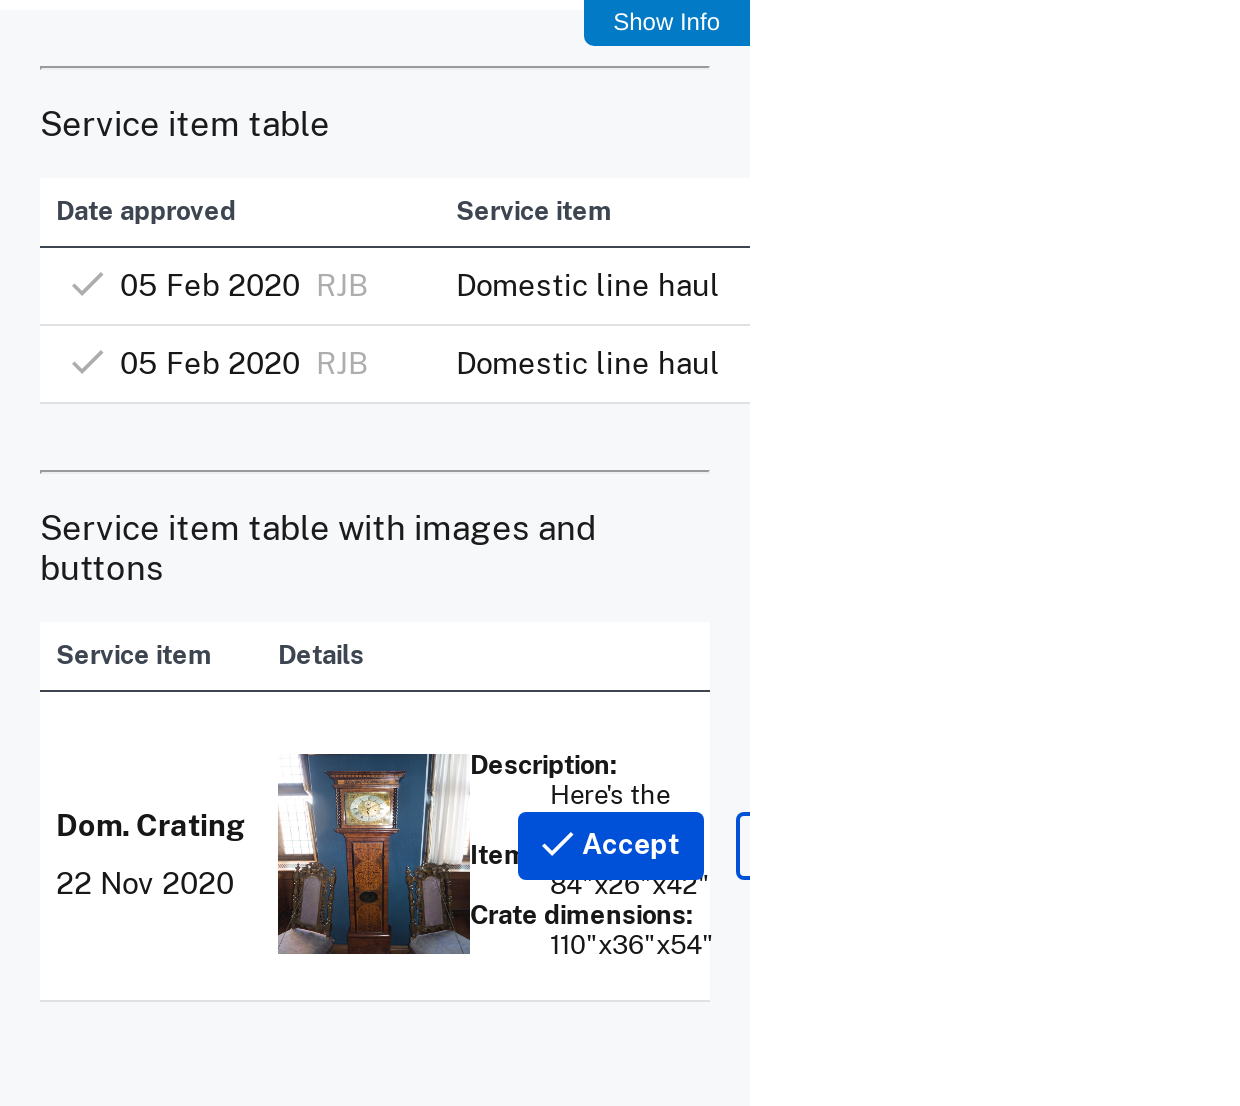 Show Info
Service item table
Date approved Service item
05 Feb 2020 RJB Domestic line haul
05 Feb 2020 RJB Domestic line haul
Service item table with images and
buttons
Service item Details
Description:
Here's the
Dom. Crating
Accept
22 Nov 2020
84"x26"x42"
Crate dimensions:
110"x36"x54"